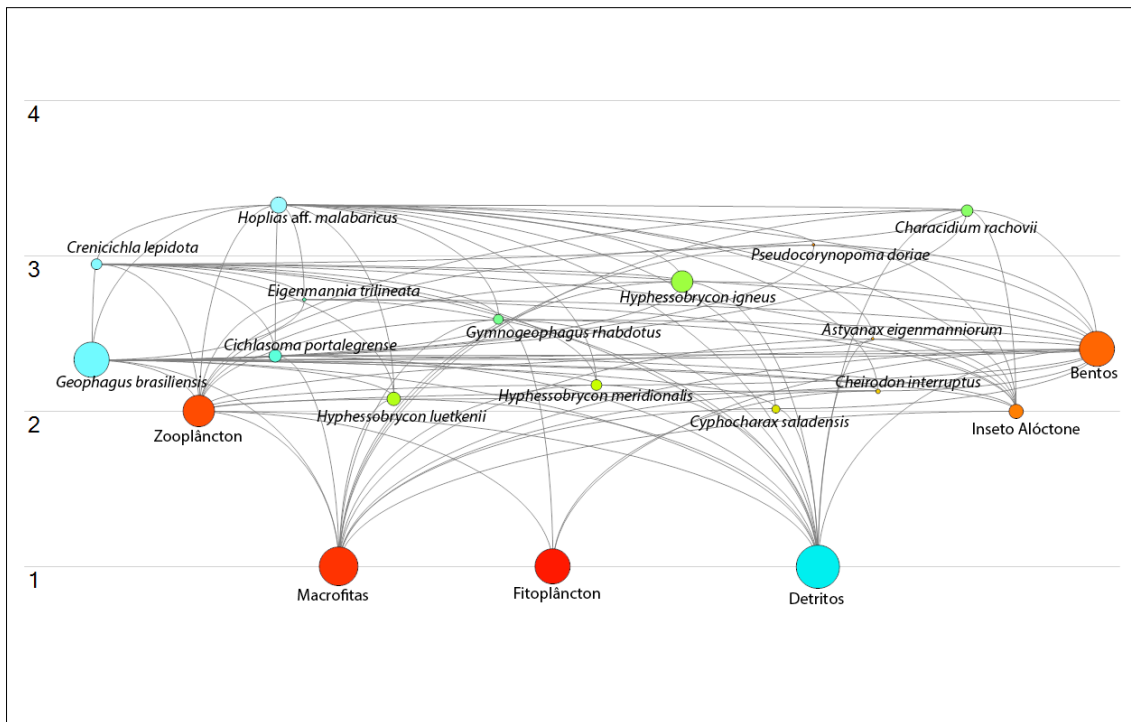 4
Hoplias aff. malabaricus
Characidium rachovii
Crenicichla lepidota
Pseudocorynopoma doriae
3
Eigenmannia trilineata
Hyphessobrycon igneus
Gymnogeophagus rhabdotus
Astyanax eigenmanniorum
Cichlasoma portalegrense
Bentos
Geophagus brasiliensis
Cheirodon interruptus
Hyphessobrycon meridionalis
Hyphessobrycon luetkenii
Cyphocharax saladensis
2
Zooplâncton
Inseto Alóctone
1
Macrofitas
Fitoplâncton
Detritos